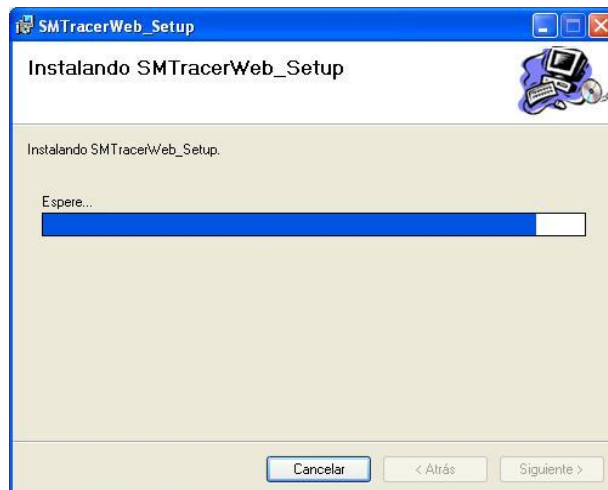 SMTracerWeb_Setup
Instalando SMTracerWeb_Setup
Instalando SMTracerWeb_Setup.
Espere...
Cancelar < Atrás Siguiente >